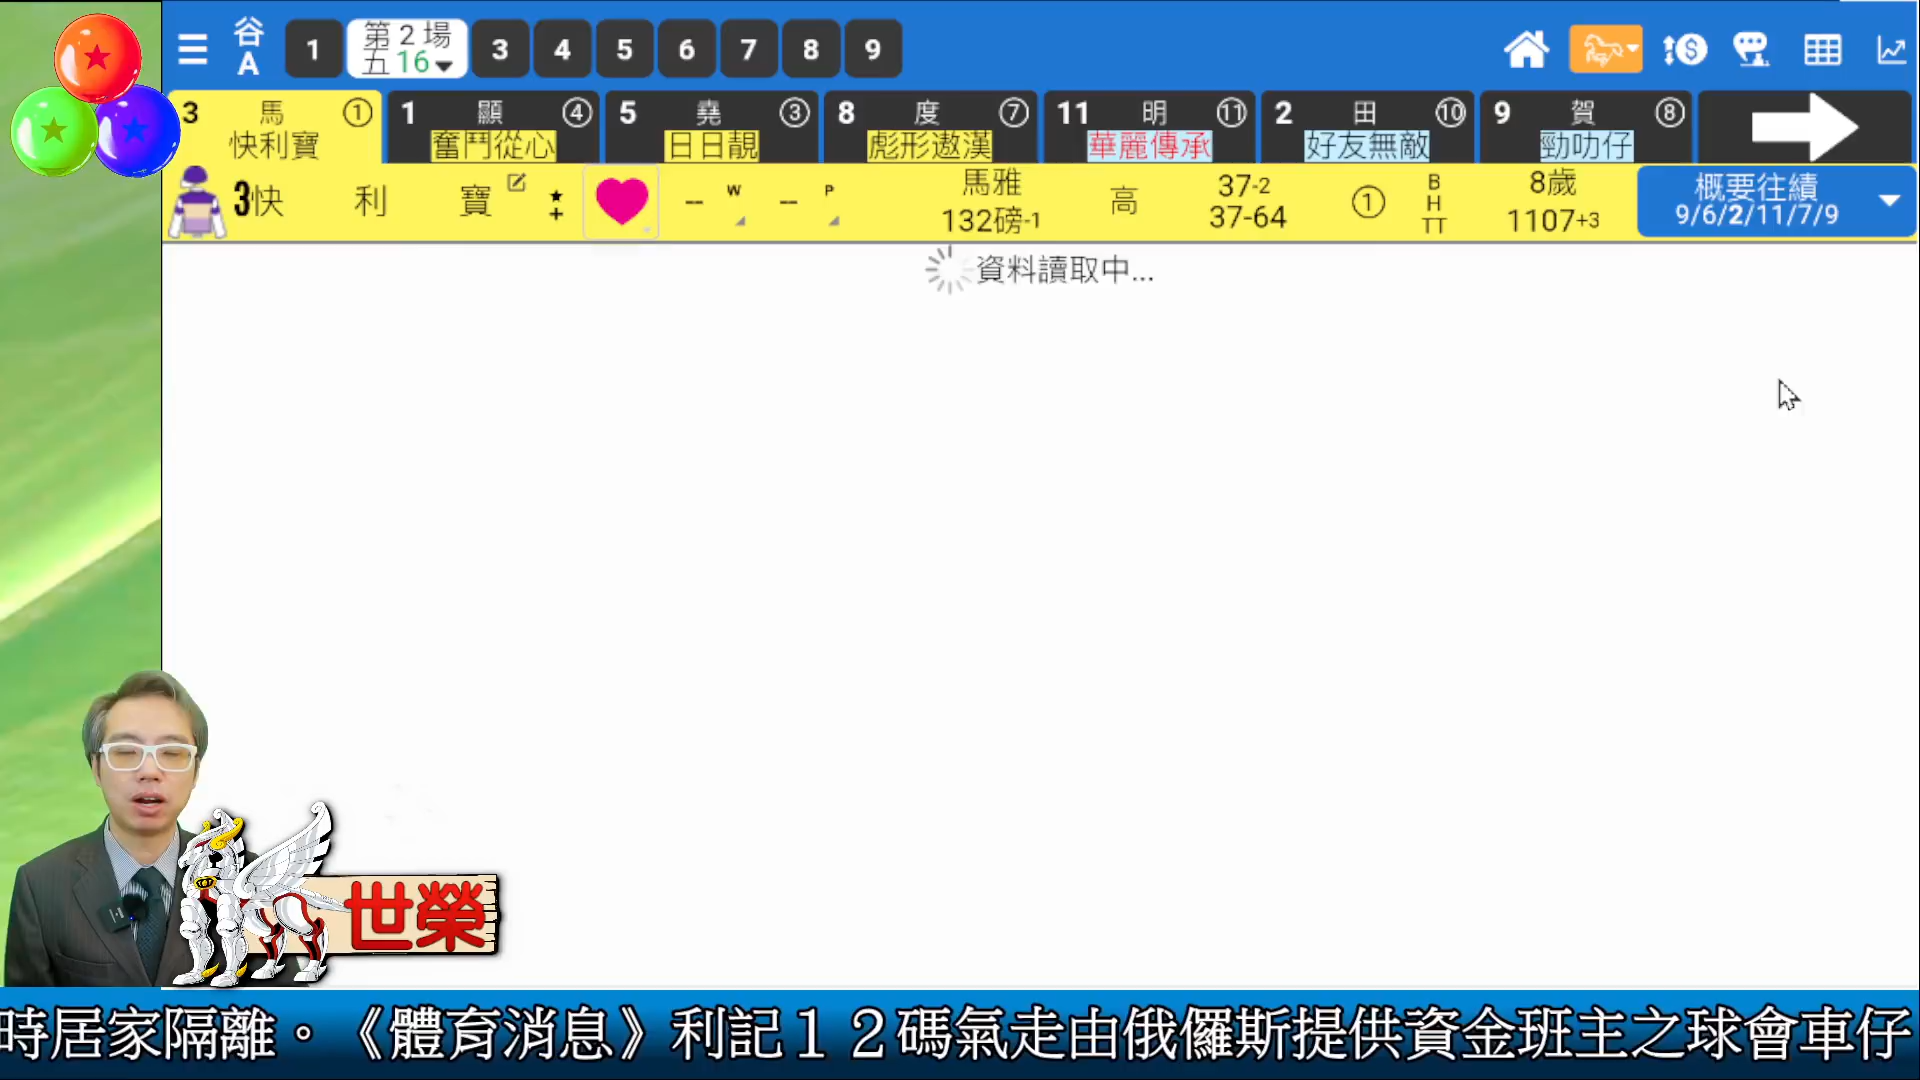 谷
A
1
第 2 場
五 16
3
4
5
6
7
8
9
3 馬 ①
快利寶
1 顯 ④
奮鬥從心
5 堯 ③
日日靚
8 度 ⑦
彪形遨漢
11 明 ⑪
華麗傳承
2 田 ⑩
好友無敵
9 賀 ⑧
勁叻仔
3快 利 寶
-- W
-- P
馬雅
132磅-1
高
37-2
37-64
①
B
H
TT
8歲
1107+3
概要往績
9/6/2/11/7/9
資料讀取中...
世榮
時居家隔離。《體育消息》利記１２碼氣走由俄儸斯提供資金班主之球會車仔